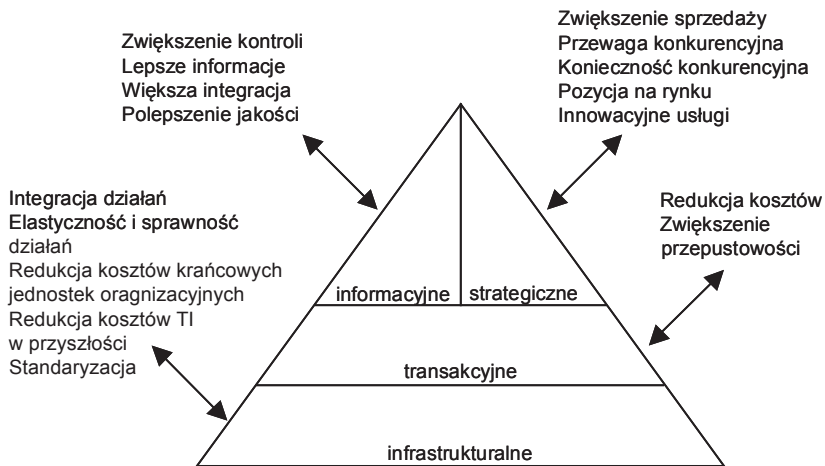 Zwiększenie kontroli
Lepsze informacje
Większa integracja
Polepszenie jakości
Zwiększenie sprzedaży
Przewaga konkurencyjna
Konieczność konkurencyjna
Pozycja na rynku
Innowacyjne usługi
Integracja działań
Elastyczność i sprawność
działań
Redukcja kosztów krańcowych
jednostek oragnizacyjnych
Redukcja kosztów TI
w przyszłości
Standaryzacja
Redukcja kosztów
Zwiększenie
przepustowości
informacyjne
strategiczne
transakcyjne
infrastrukturalne